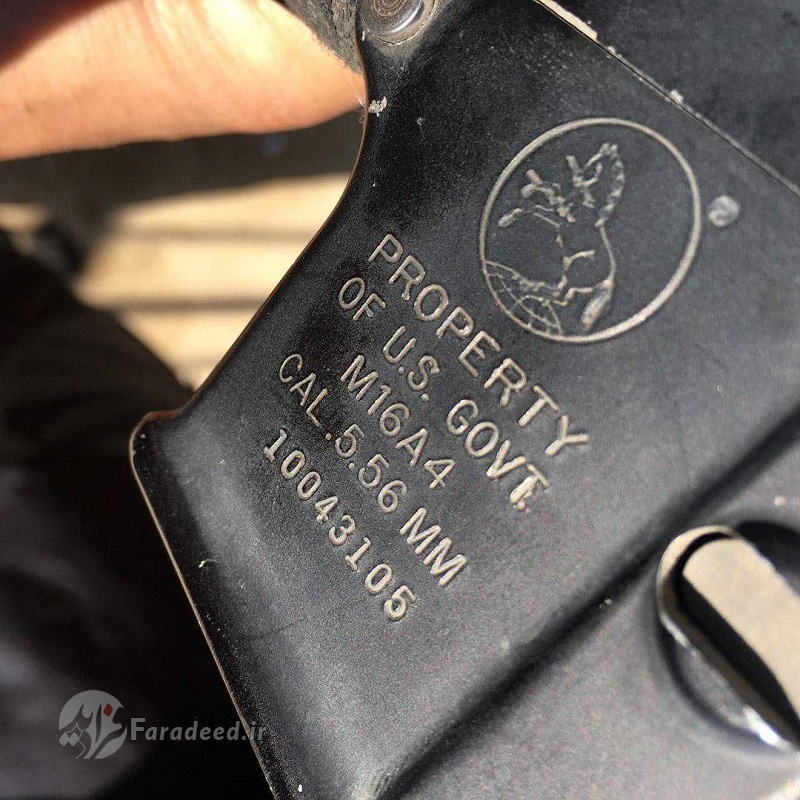 PROPERTY
OF U.S. GOVT.
M16A4
CAL.5.56 MM
10043105
®
Faradeed.ir